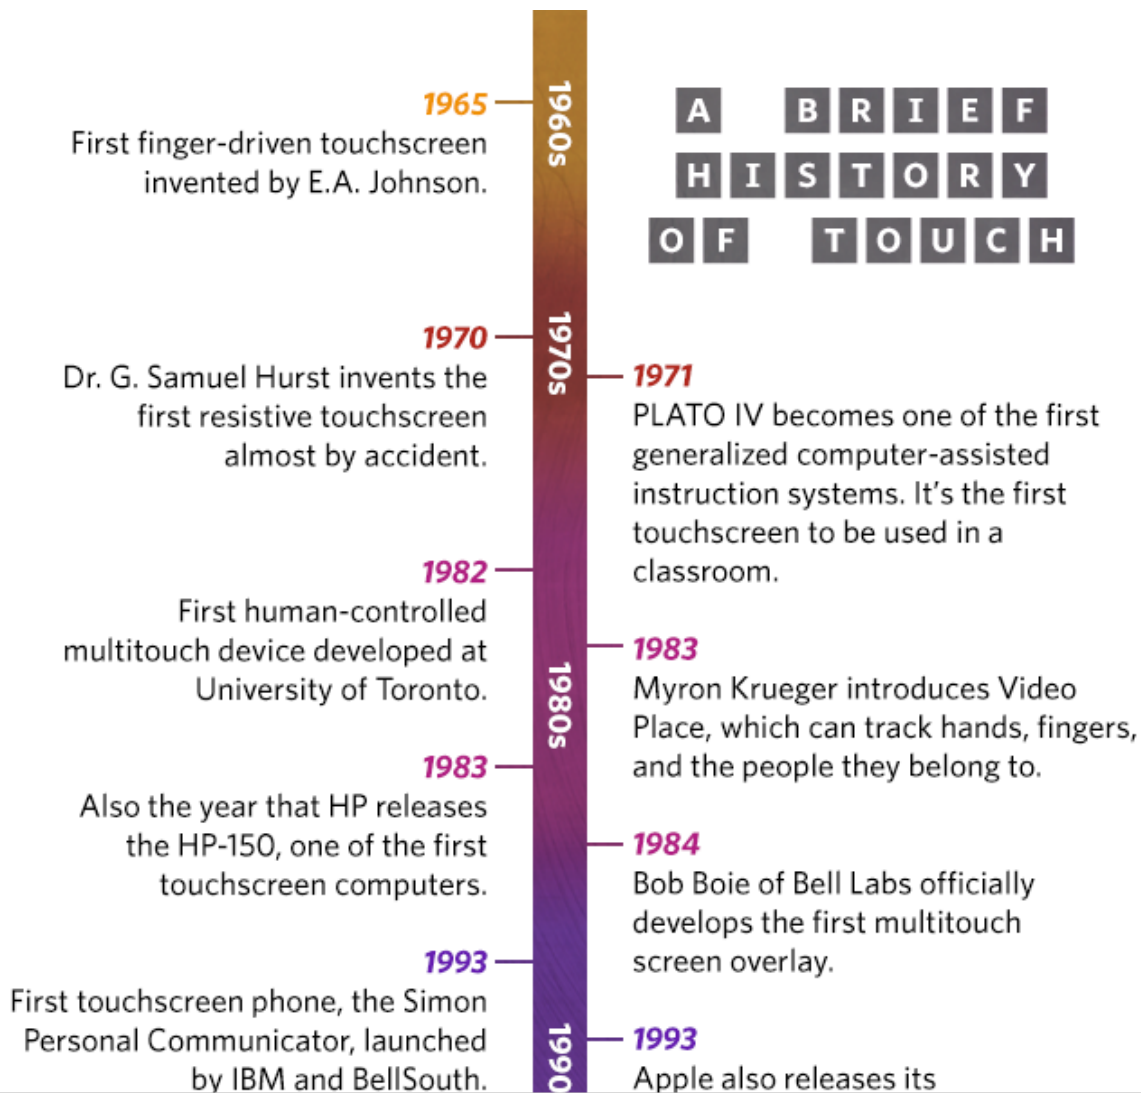 A BRIEF
HISTORY
OF TOUCH
1960s
1965
First finger-driven touchscreen
invented by E.A. Johnson.
1970s
1970
Dr. G. Samuel Hurst invents the
first resistive touchscreen
almost by accident.
1971
PLATO IV becomes one of the first
generalized computer-assisted
instruction systems. It’s the first
touchscreen to be used in a
classroom.
1982
First human-controlled
multitouch device developed at
University of Toronto.
1980s
1983
Myron Krueger introduces Video
Place, which can track hands, fingers,
and the people they belong to.
1983
Also the year that HP releases
the HP-150, one of the first
touchscreen computers.
1984
Bob Boie of Bell Labs officially
develops the first multitouch
screen overlay.
1993
First touchscreen phone, the Simon
Personal Communicator, launched
by IBM and BellSouth.
1990
1993
Apple also releases its